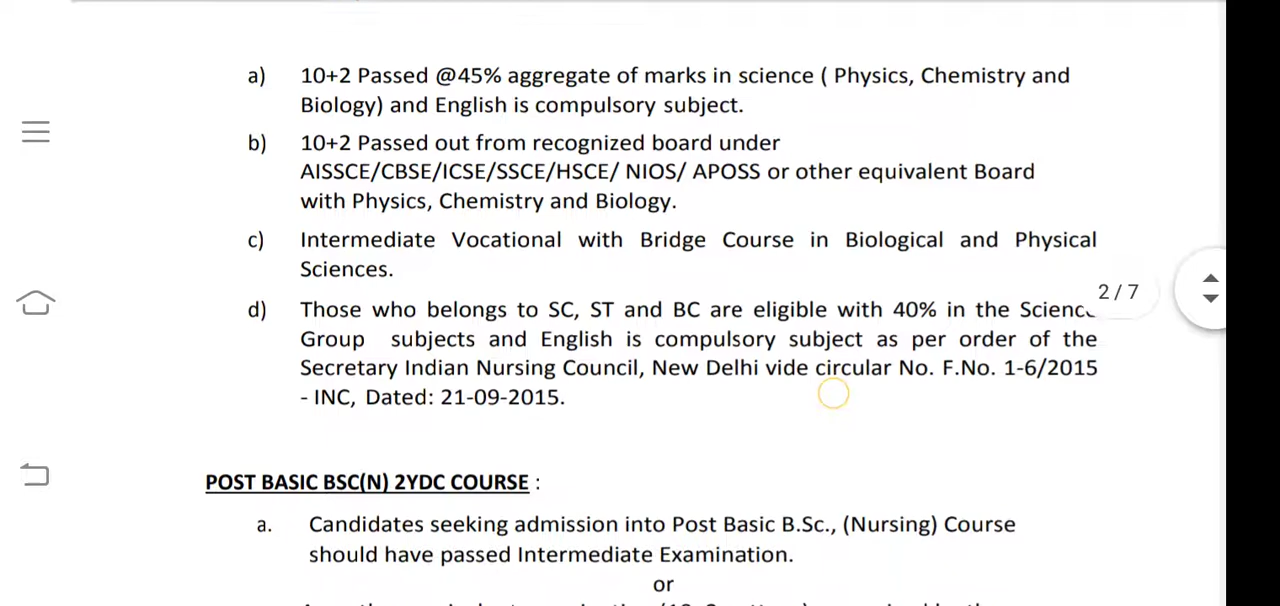 a) 10+2 Passed @45% aggregate of marks in science ( Physics, Chemistry and
Biology) and English is compulsory subject.
b) 10+2 Passed out from recognized board under
AISSCE/CBSE/ICSE/SSCE/HSCE/ NIOS/ APOSS or other equivalent Board
with Physics, Chemistry and Biology.
c) Intermediate Vocational with Bridge Course in Biological and Physical
Sciences.
2/7
d) Those who belongs to SC, ST and BC are eligible with 40% in the Science
Group subjects and English is compulsory subject as per order of the
Secretary Indian Nursing Council, New Delhi vide circular No. F.No. 1-6/2015
- INC, Dated: 21-09-2015.
POST BASIC BSC(N) 2YDC COURSE :
a. Candidates seeking admission into Post Basic B.Sc., (Nursing) Course
should have passed Intermediate Examination.
or